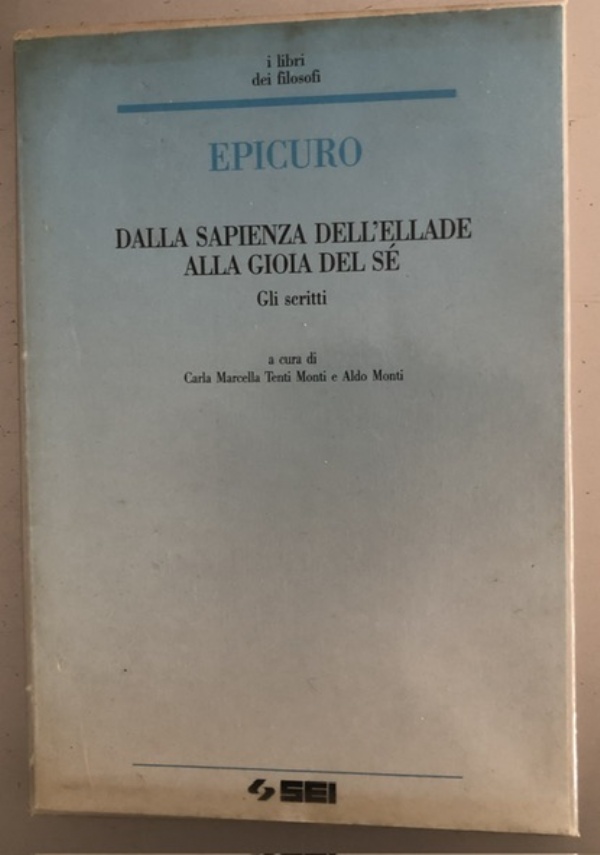 i libri
dei filosofi
EPICURO
DALLA SAPIENZA DELL'ELLADE
ALLA GIOIA DEL SÉ
Gli scritti
a cura di
Carla Marcella Tenti Monti e Aldo Monti
SEI